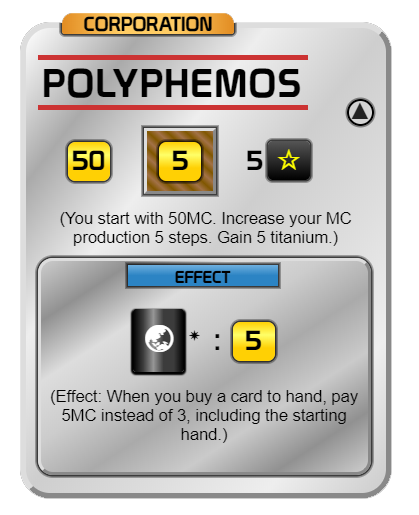 CORPORATION
POLYPHEMOS
50 5 5
(You start with 50MC. Increase your MC
production 5 steps. Gain 5 titanium.)
EFFECT
* : 5
(Effect: When you buy a card to hand, pay
5MC instead of 3, including the starting
hand.)